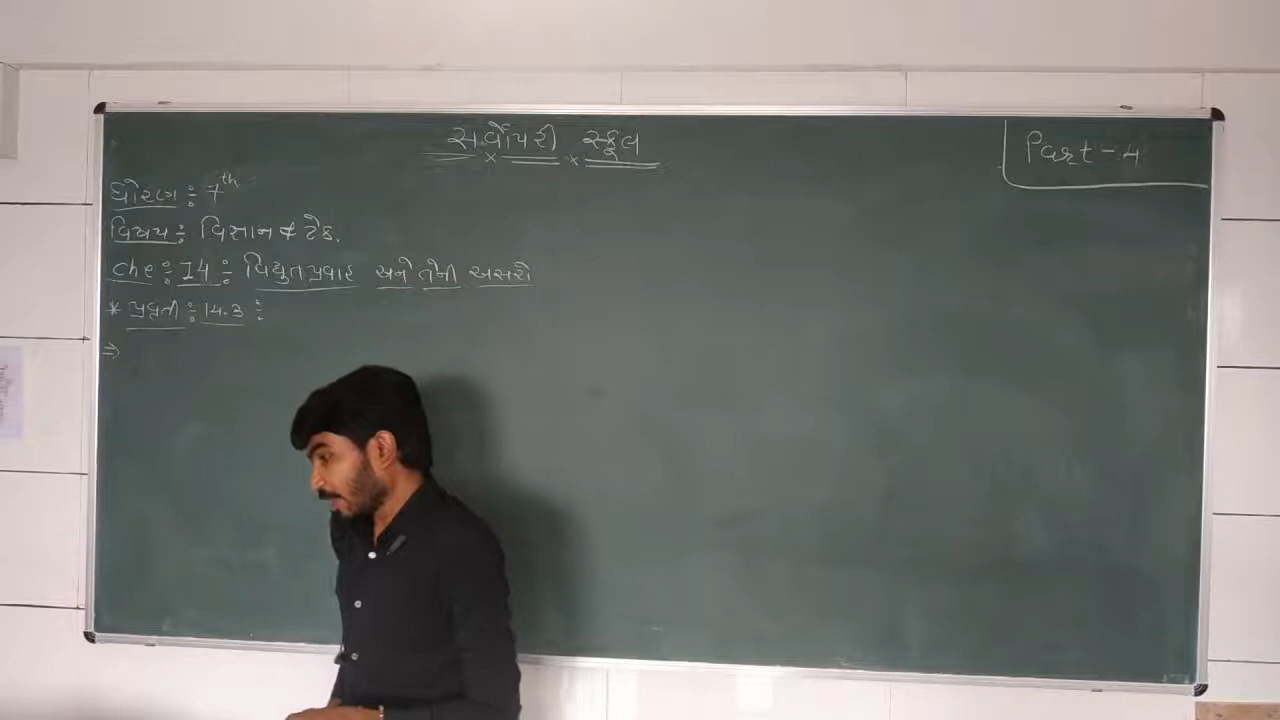 સર્વોપરી સ્કૂલ
Part - 4
ધોરણ : 7th
વિષય : વિજ્ઞાન & ટેક.
che : 14 : વિદ્યુતપ્રવાહ અને તેની અસરો
* પ્રવૃત્તી : 14.3 :
⇒